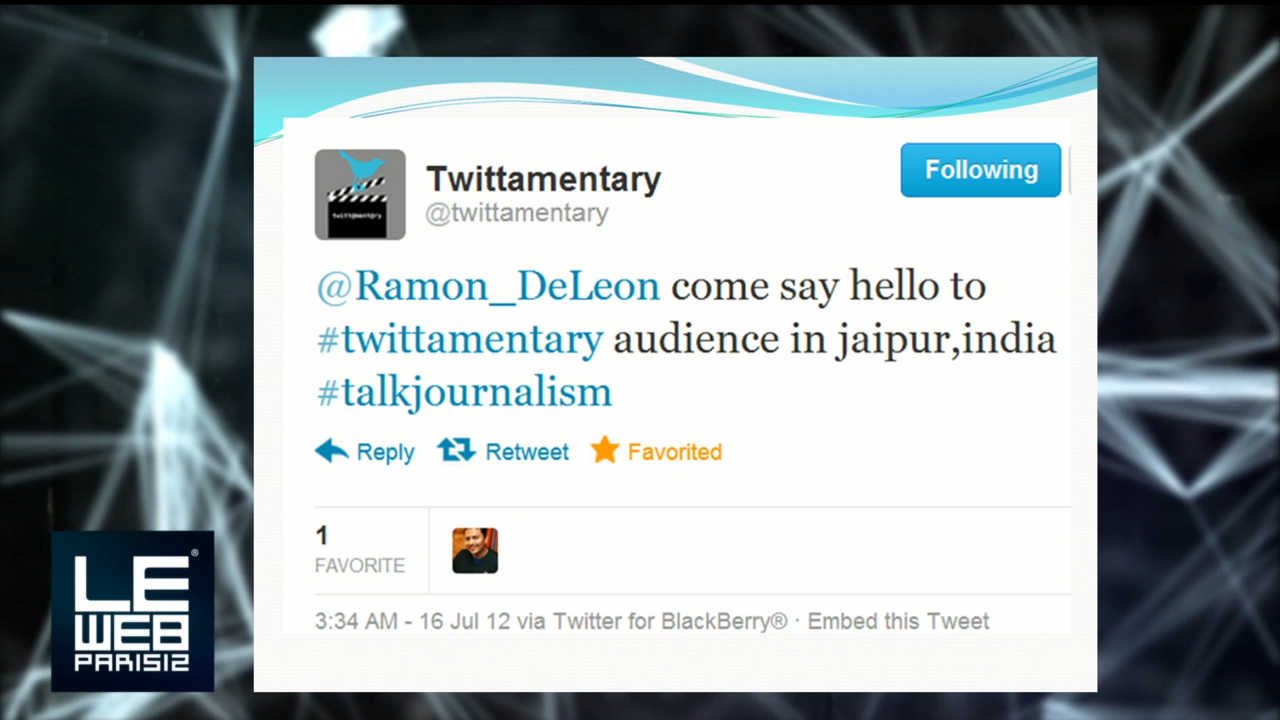 Twittamentary
@twittamentary
Following
twittamentary
@Ramon_DeLeon come say hello to
#twittamentary audience in jaipur,india
#talkjournalism
Reply Retweet Favorited
1
FAVORITE
3:34 AM - 16 Jul 12 via Twitter for BlackBerry® · Embed this Tweet
LE®
WEB
PARIS12